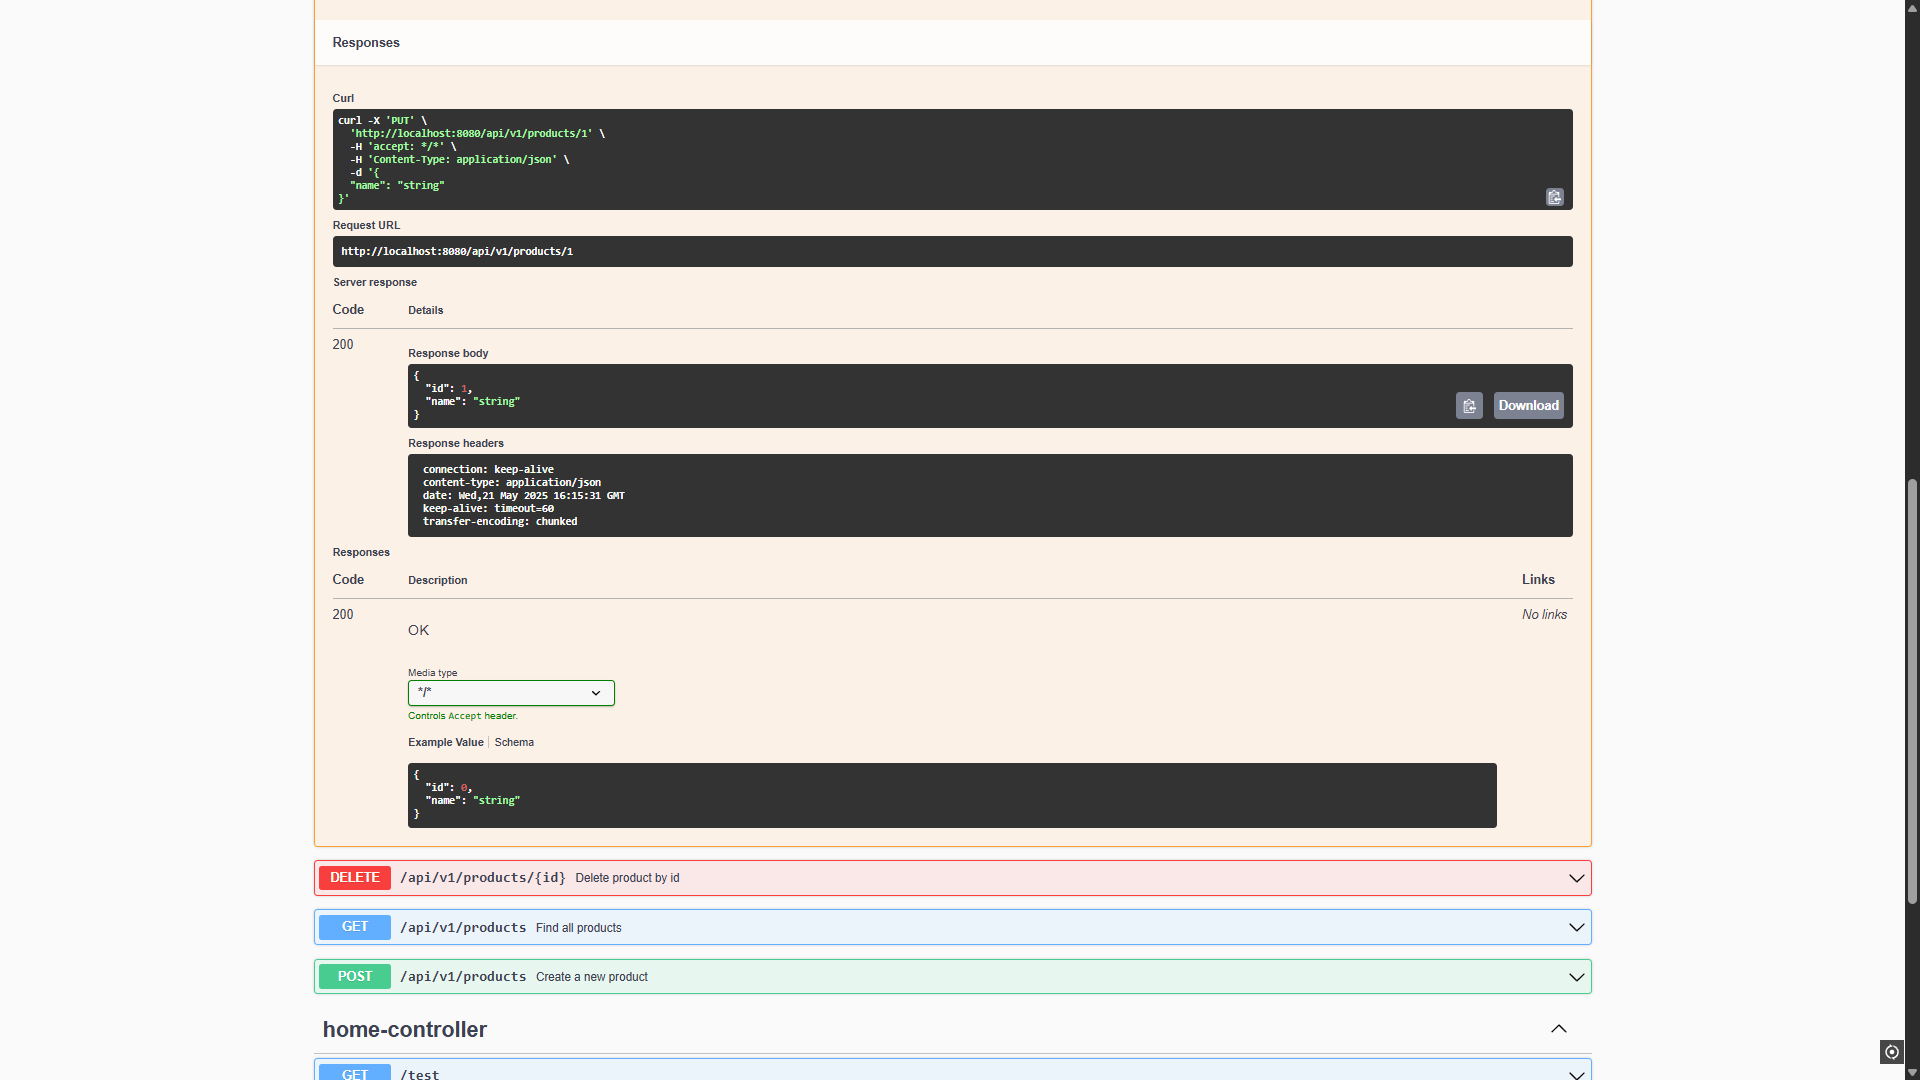 Responses
Curl
curl -X 'PUT' \
'http://localhost:8080/api/v1/products/1' \
-H 'accept: */*' \
-H 'Content-Type: application/json' \
-d '{
"name": "string"
}'
Request URL
http://localhost:8080/api/v1/products/1
Server response
Code Details
200
Response body
{
"id": 1,
"name": "string"
}
Download
Response headers
connection: keep-alive
content-type: application/json
date: Wed,21 May 2025 16:15:31 GMT
keep-alive: timeout=60
transfer-encoding: chunked
Responses
Code Description Links
200 No links
OK
Media type
*/*
Controls Accept header.
Example Value Schema
{
"id": 0,
"name": "string"
}
DELETE /api/v1/products/{id} Delete product by id
GET /api/v1/products Find all products
POST /api/v1/products Create a new product
home-controller
GET /test